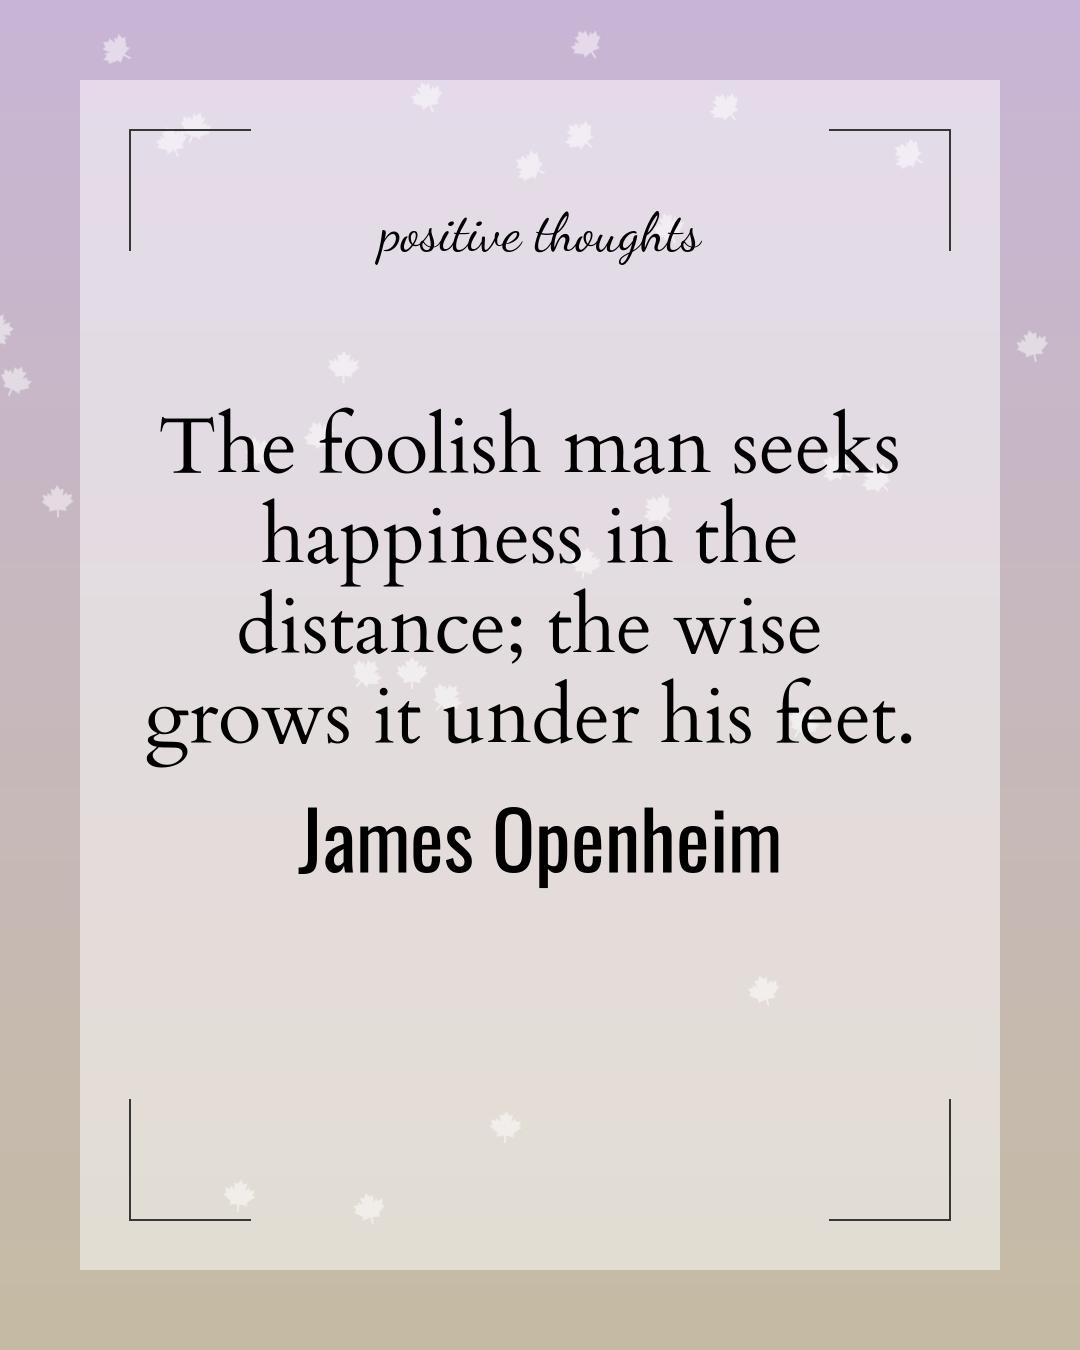 positive thoughts
The foolish man seeks
happiness in the
distance; the wise
grows it under his feet.
James Openheim